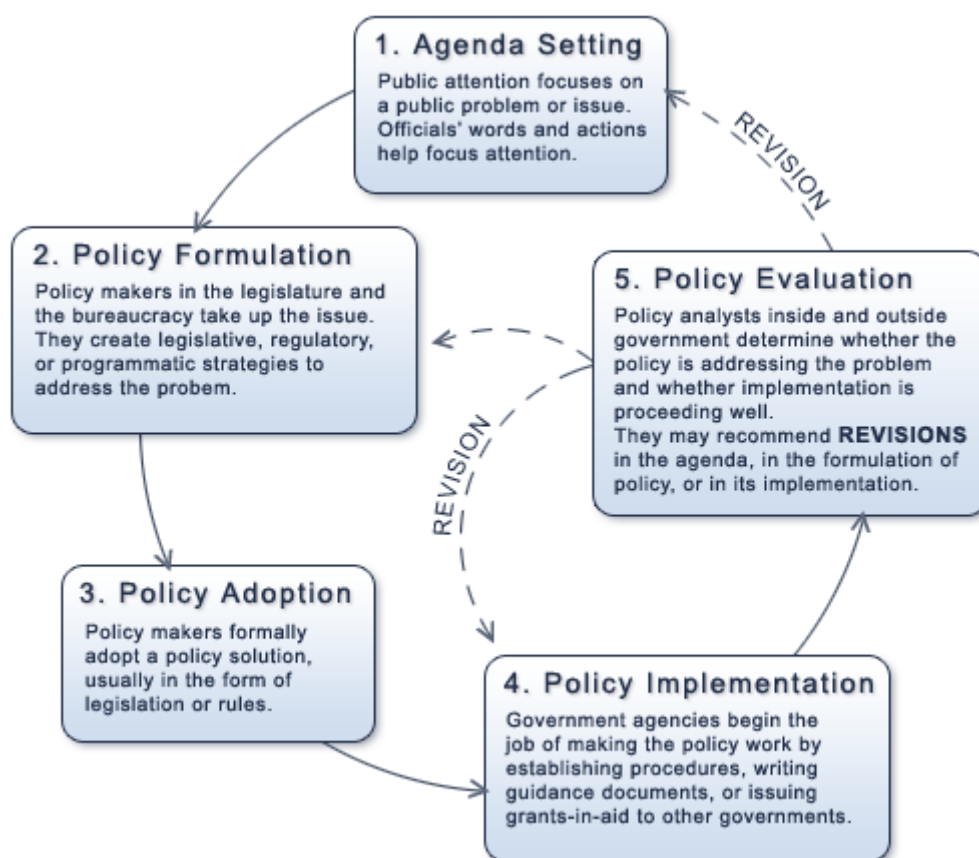 1. Agenda Setting
Public attention focuses on
a public problem or issue.
Officials' words and actions
help focus attention.
REVISION
2. Policy Formulation
Policy makers in the legislature and
the bureaucracy take up the issue.
They create legislative, regulatory,
or programmatic strategies to
address the probem.
5. Policy Evaluation
Policy analysts inside and outside
government determine whether the
policy is addressing the problem
and whether implementation is
proceeding well.
They may recommend REVISIONS
in the agenda, in the formulation of
policy, or in its implementation.
REVISION
3. Policy Adoption
Policy makers formally
adopt a policy solution,
usually in the form of
legislation or rules.
4. Policy Implementation
Government agencies begin the
job of making the policy work by
establishing procedures, writing
guidance documents, or issuing
grants-in-aid to other governments.